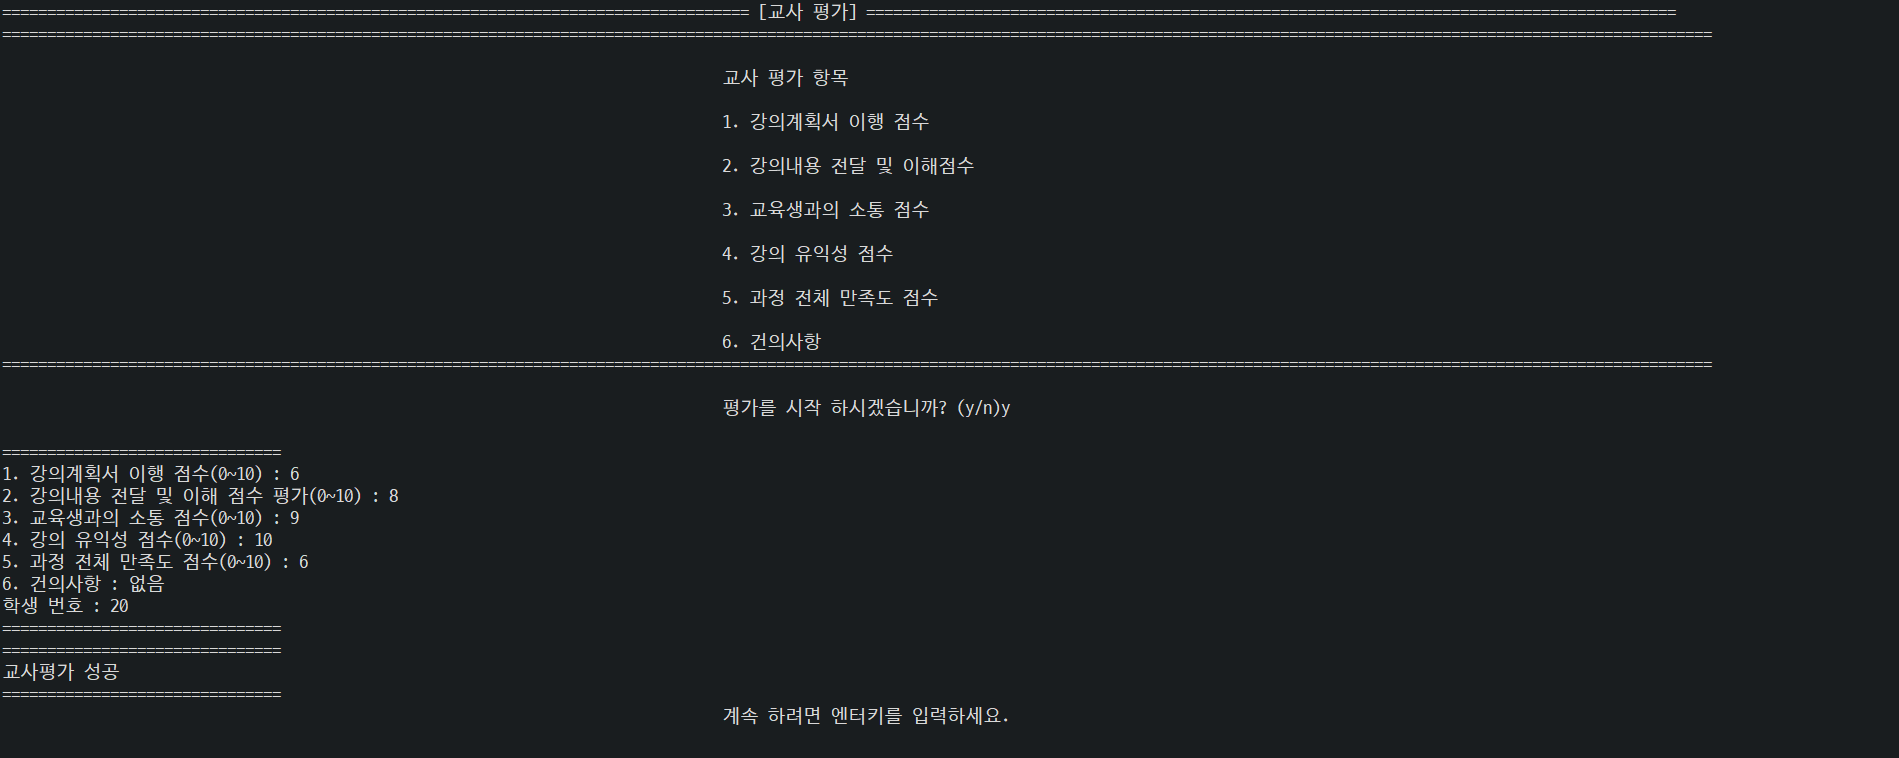 =================================================================================== [교사 평가] ==========================================================================================
==============================================================================================================================================================================================
교사 평가 항목
1. 강의계획서 이행 점수
2. 강의내용 전달 및 이해점수
3. 교육생과의 소통 점수
4. 강의 유익성 점수
5. 과정 전체 만족도 점수
6. 건의사항
==============================================================================================================================================================================================
평가를 시작 하시겠습니까? (y/n)y
===============================
1. 강의계획서 이행 점수(0~10) : 6
2. 강의내용 전달 및 이해 점수 평가(0~10) : 8
3. 교육생과의 소통 점수(0~10) : 9
4. 강의 유익성 점수(0~10) : 10
5. 과정 전체 만족도 점수(0~10) : 6
6. 건의사항 : 없음
학생 번호 : 20
===============================
===============================
교사평가 성공
===============================
계속 하려면 엔터키를 입력하세요.